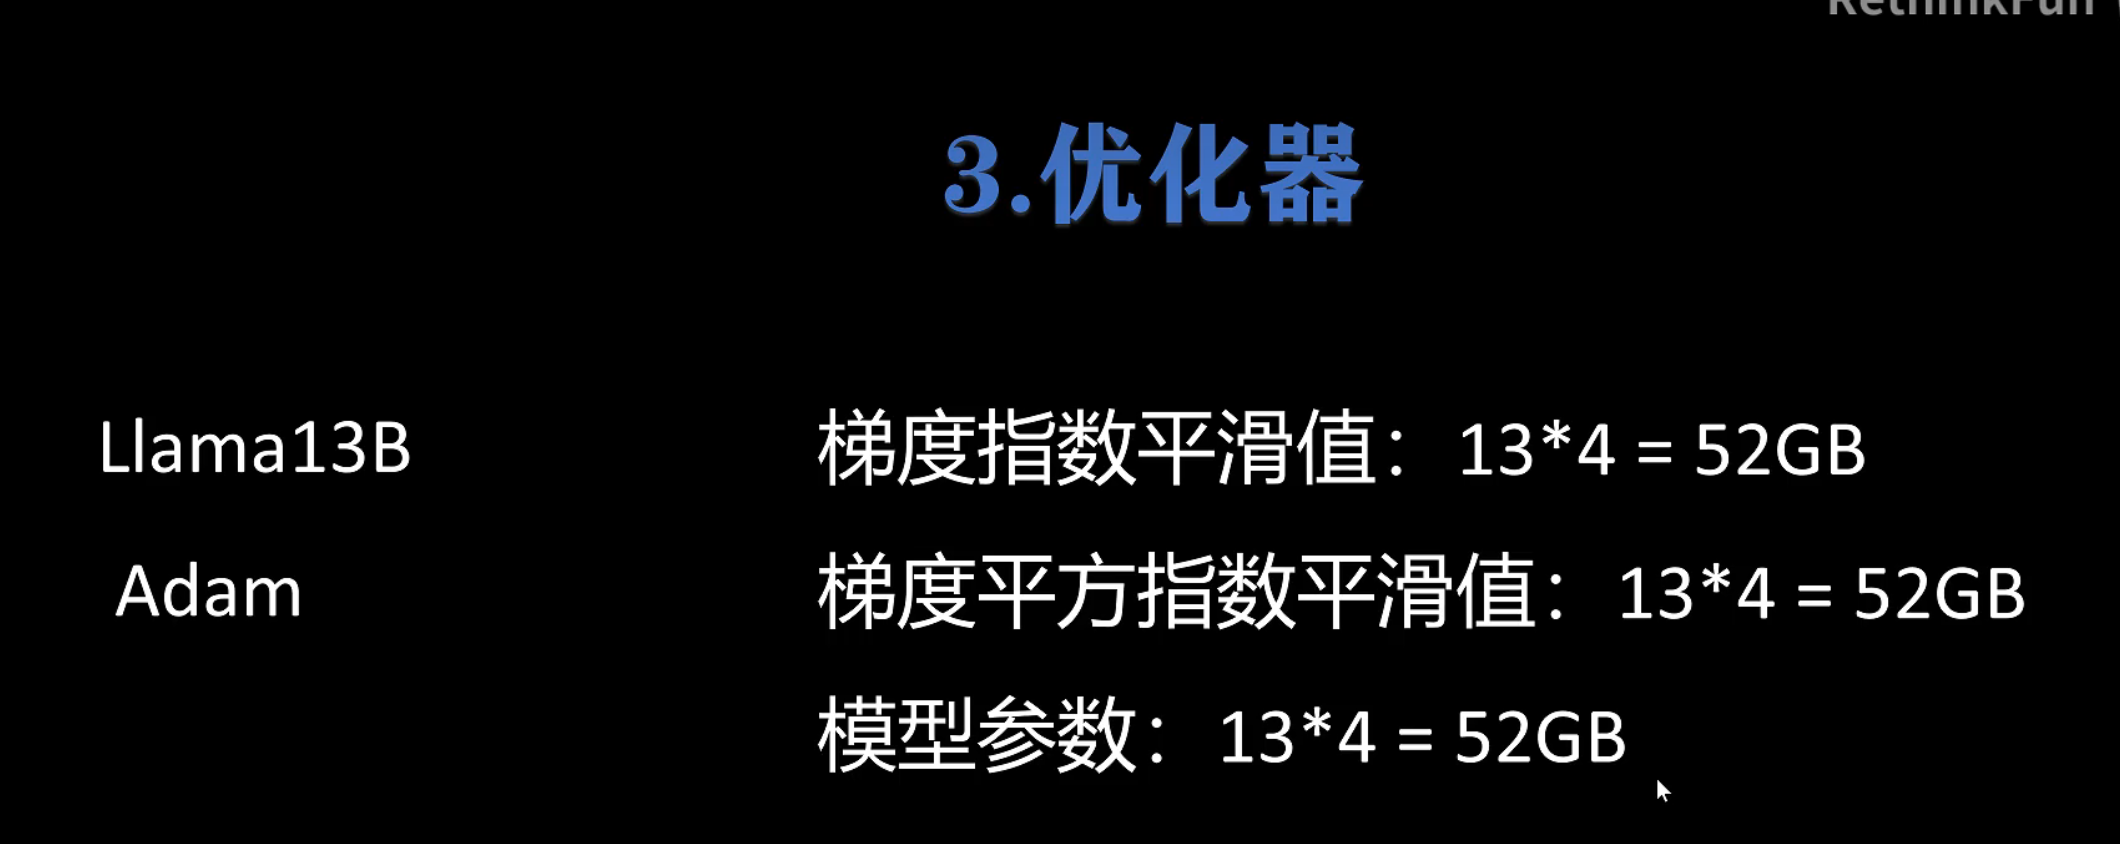 RethinkFun
3.优化器
Llama13B
梯度指数平滑值：13*4 = 52GB
Adam
梯度平方指数平滑值：13*4 = 52GB
模型参数：13*4 = 52GB